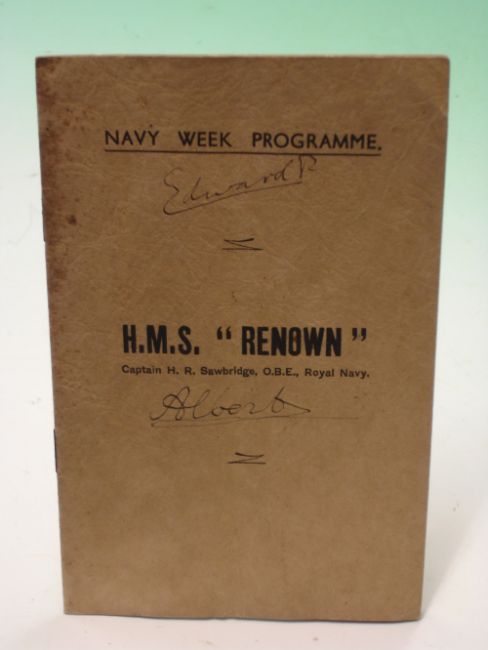 NAVY WEEK PROGRAMME.
Edward P
H.M.S. "RENOWN"
Captain H. R. Sawbridge, O.B.E., Royal Navy.
Albert